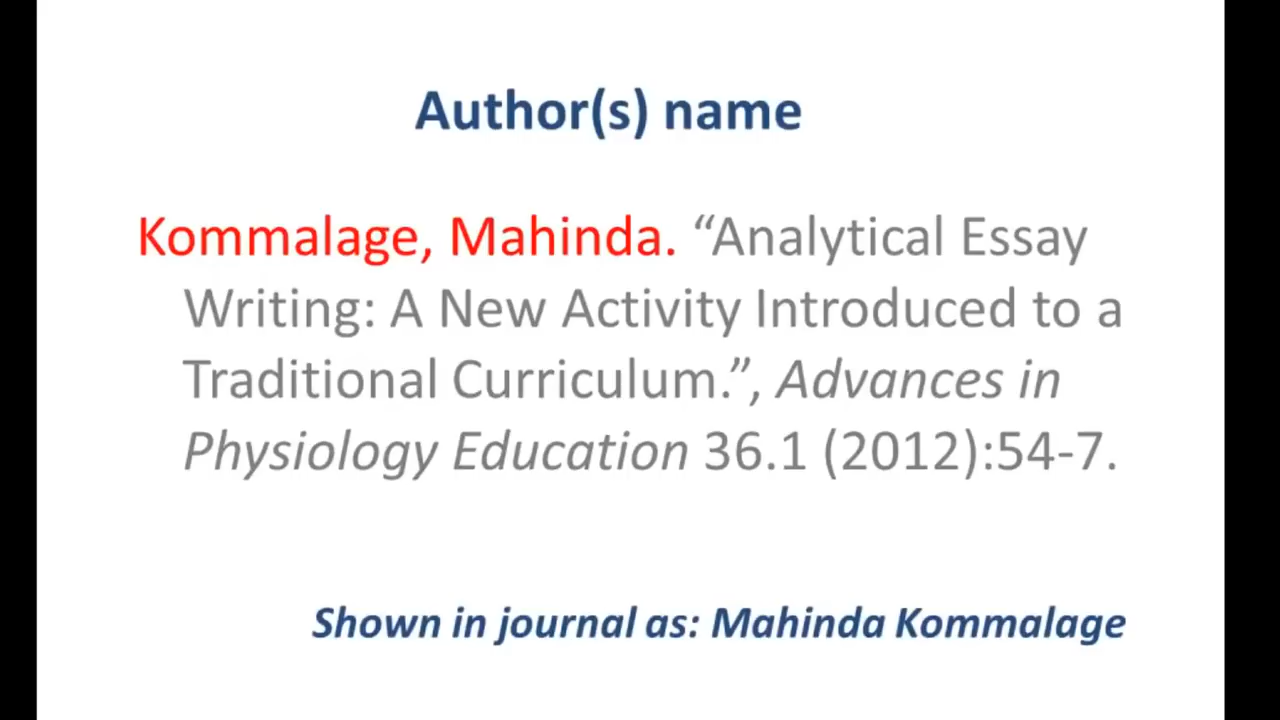 Author(s) name
Kommalage, Mahinda. “Analytical Essay
Writing: A New Activity Introduced to a
Traditional Curriculum.”, Advances in
Physiology Education 36.1 (2012):54-7.
Shown in journal as: Mahinda Kommalage